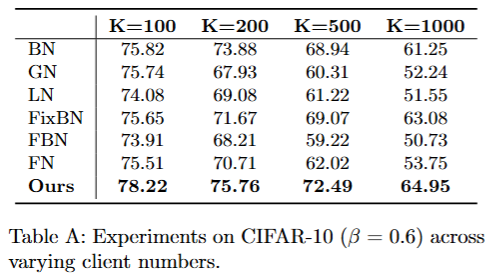 K=100 K=200 K=500 K=1000
BN 75.82 73.88 68.94 61.25
GN 75.74 67.93 60.31 52.24
LN 74.08 69.08 61.22 51.55
FixBN 75.65 71.67 69.07 63.08
FBN 73.91 68.21 59.22 50.73
FN 75.51 70.71 62.02 53.75
Ours 78.22 75.76 72.49 64.95
Table A: Experiments on CIFAR-10 (β = 0.6) across
varying client numbers.